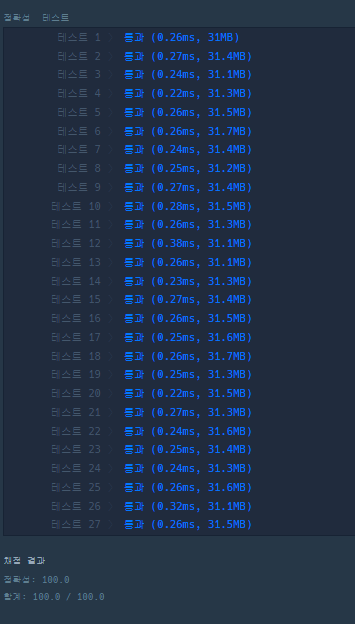 정확성 테스트
테스트 1 통과 (0.26ms, 31MB)
테스트 2 통과 (0.27ms, 31.4MB)
테스트 3 통과 (0.24ms, 31.1MB)
테스트 4 통과 (0.22ms, 31.3MB)
테스트 5 통과 (0.26ms, 31.5MB)
테스트 6 통과 (0.26ms, 31.7MB)
테스트 7 통과 (0.24ms, 31.4MB)
테스트 8 통과 (0.25ms, 31.2MB)
테스트 9 통과 (0.27ms, 31.4MB)
테스트 10 통과 (0.28ms, 31.5MB)
테스트 11 통과 (0.26ms, 31.3MB)
테스트 12 통과 (0.38ms, 31.1MB)
테스트 13 통과 (0.26ms, 31.1MB)
테스트 14 통과 (0.23ms, 31.3MB)
테스트 15 통과 (0.27ms, 31.4MB)
테스트 16 통과 (0.26ms, 31.5MB)
테스트 17 통과 (0.25ms, 31.6MB)
테스트 18 통과 (0.26ms, 31.7MB)
테스트 19 통과 (0.25ms, 31.3MB)
테스트 20 통과 (0.22ms, 31.5MB)
테스트 21 통과 (0.27ms, 31.3MB)
테스트 22 통과 (0.24ms, 31.6MB)
테스트 23 통과 (0.25ms, 31.4MB)
테스트 24 통과 (0.24ms, 31.3MB)
테스트 25 통과 (0.26ms, 31.6MB)
테스트 26 통과 (0.32ms, 31.1MB)
테스트 27 통과 (0.26ms, 31.5MB)
채점 결과
정확성: 100.0
합계: 100.0 / 100.0